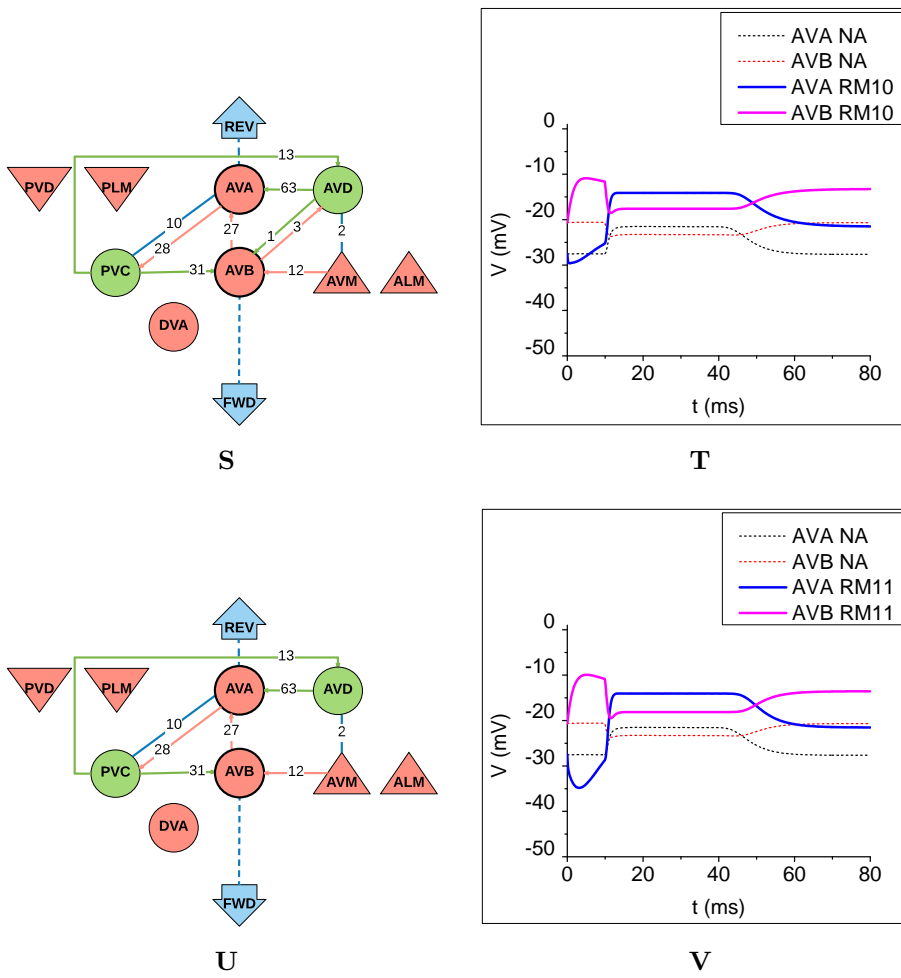 REV
13
PVD PLM AVA 63 AVD
10 27 1 3 2
28
PVC 31 AVB 12 AVM ALM
DVA
FWD
S
AVA NA
AVB NA
AVA RM10
AVB RM10
0
-10
-20
-30
-40
-50
V (mV)
0 20 40 60 80
t (ms)
T
REV
13
PVD PLM AVA 63 AVD
10 27 2
28
PVC 31 AVB 12 AVM ALM
DVA
FWD
U
AVA NA
AVB NA
AVA RM11
AVB RM11
0
-10
-20
-30
-40
-50
V (mV)
0 20 40 60 80
t (ms)
V